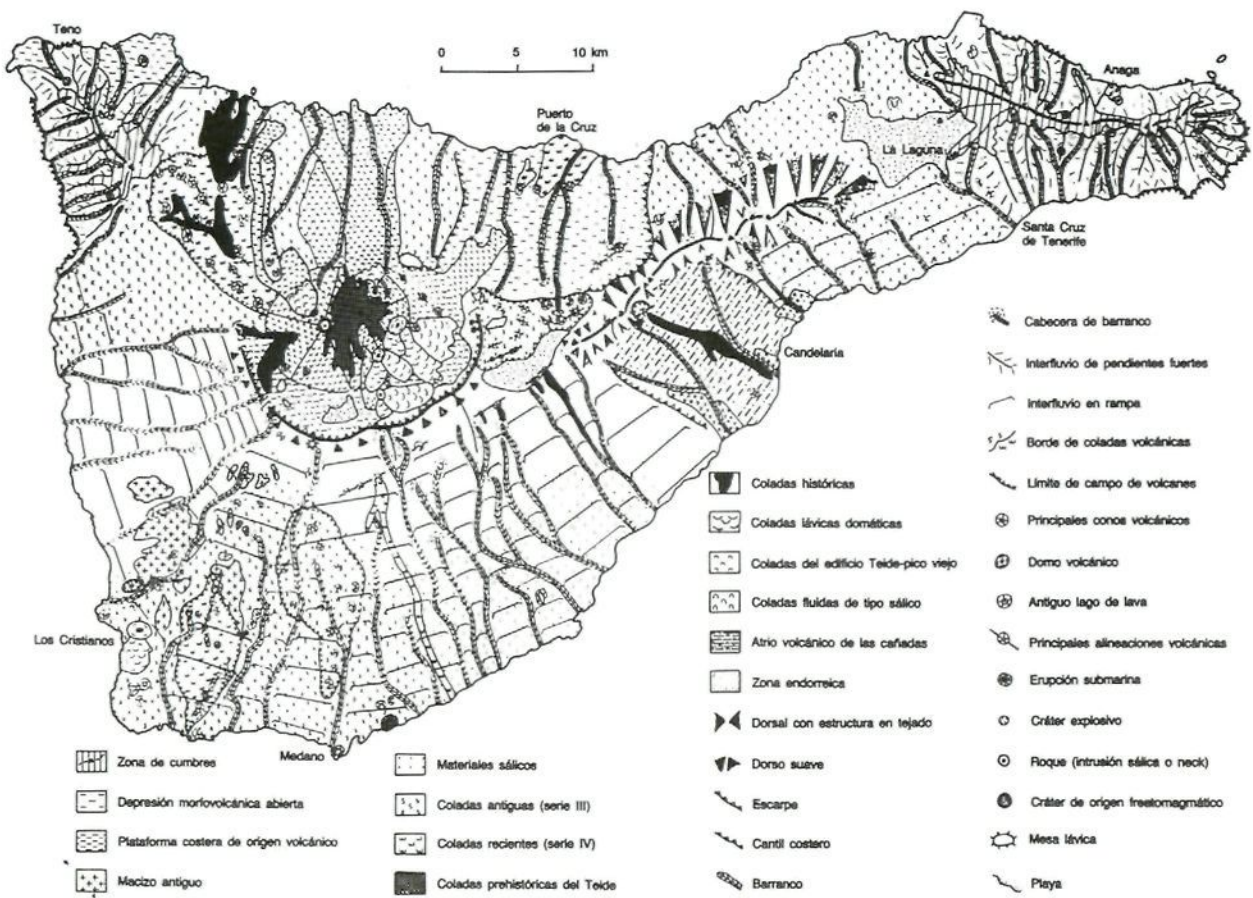 Teno
0 5 10 km
Puerto
de la Cruz
Anaga
La Laguna
Santa Cruz
de Tenerife
Candelaria
Los Cristianos
Medano
Zona de cumbres
Depresión morfovolcánica abierta
Plataforma costera de origen volcánico
Macizo antiguo
Materiales sálicos
Coladas antiguas (serie III)
Coladas recientes (serie IV)
Coladas prehistóricas del Teide
Coladas históricas
Coladas lávicas domáticas
Coladas del edificio Teide-pico viejo
Coladas fluidas de tipo sálico
Atrio volcánico de las cañadas
Zona endorreica
Dorsal con estructura en tejado
Dorso suave
Escarpe
Cantil costero
Barranco
Cabecera de barranco
Interfluvio de pendientes fuertes
Interfluvio en rampa
Borde de coladas volcánicas
Límite de campo de volcanes
Principales conos volcánicos
Domo volcánico
Antiguo lago de lava
Principales alineaciones volcánicas
Erupción submarina
Cráter explosivo
Roque (intrusión sálica o neck)
Cráter de origen freatomagmático
Mesa lávica
Playa